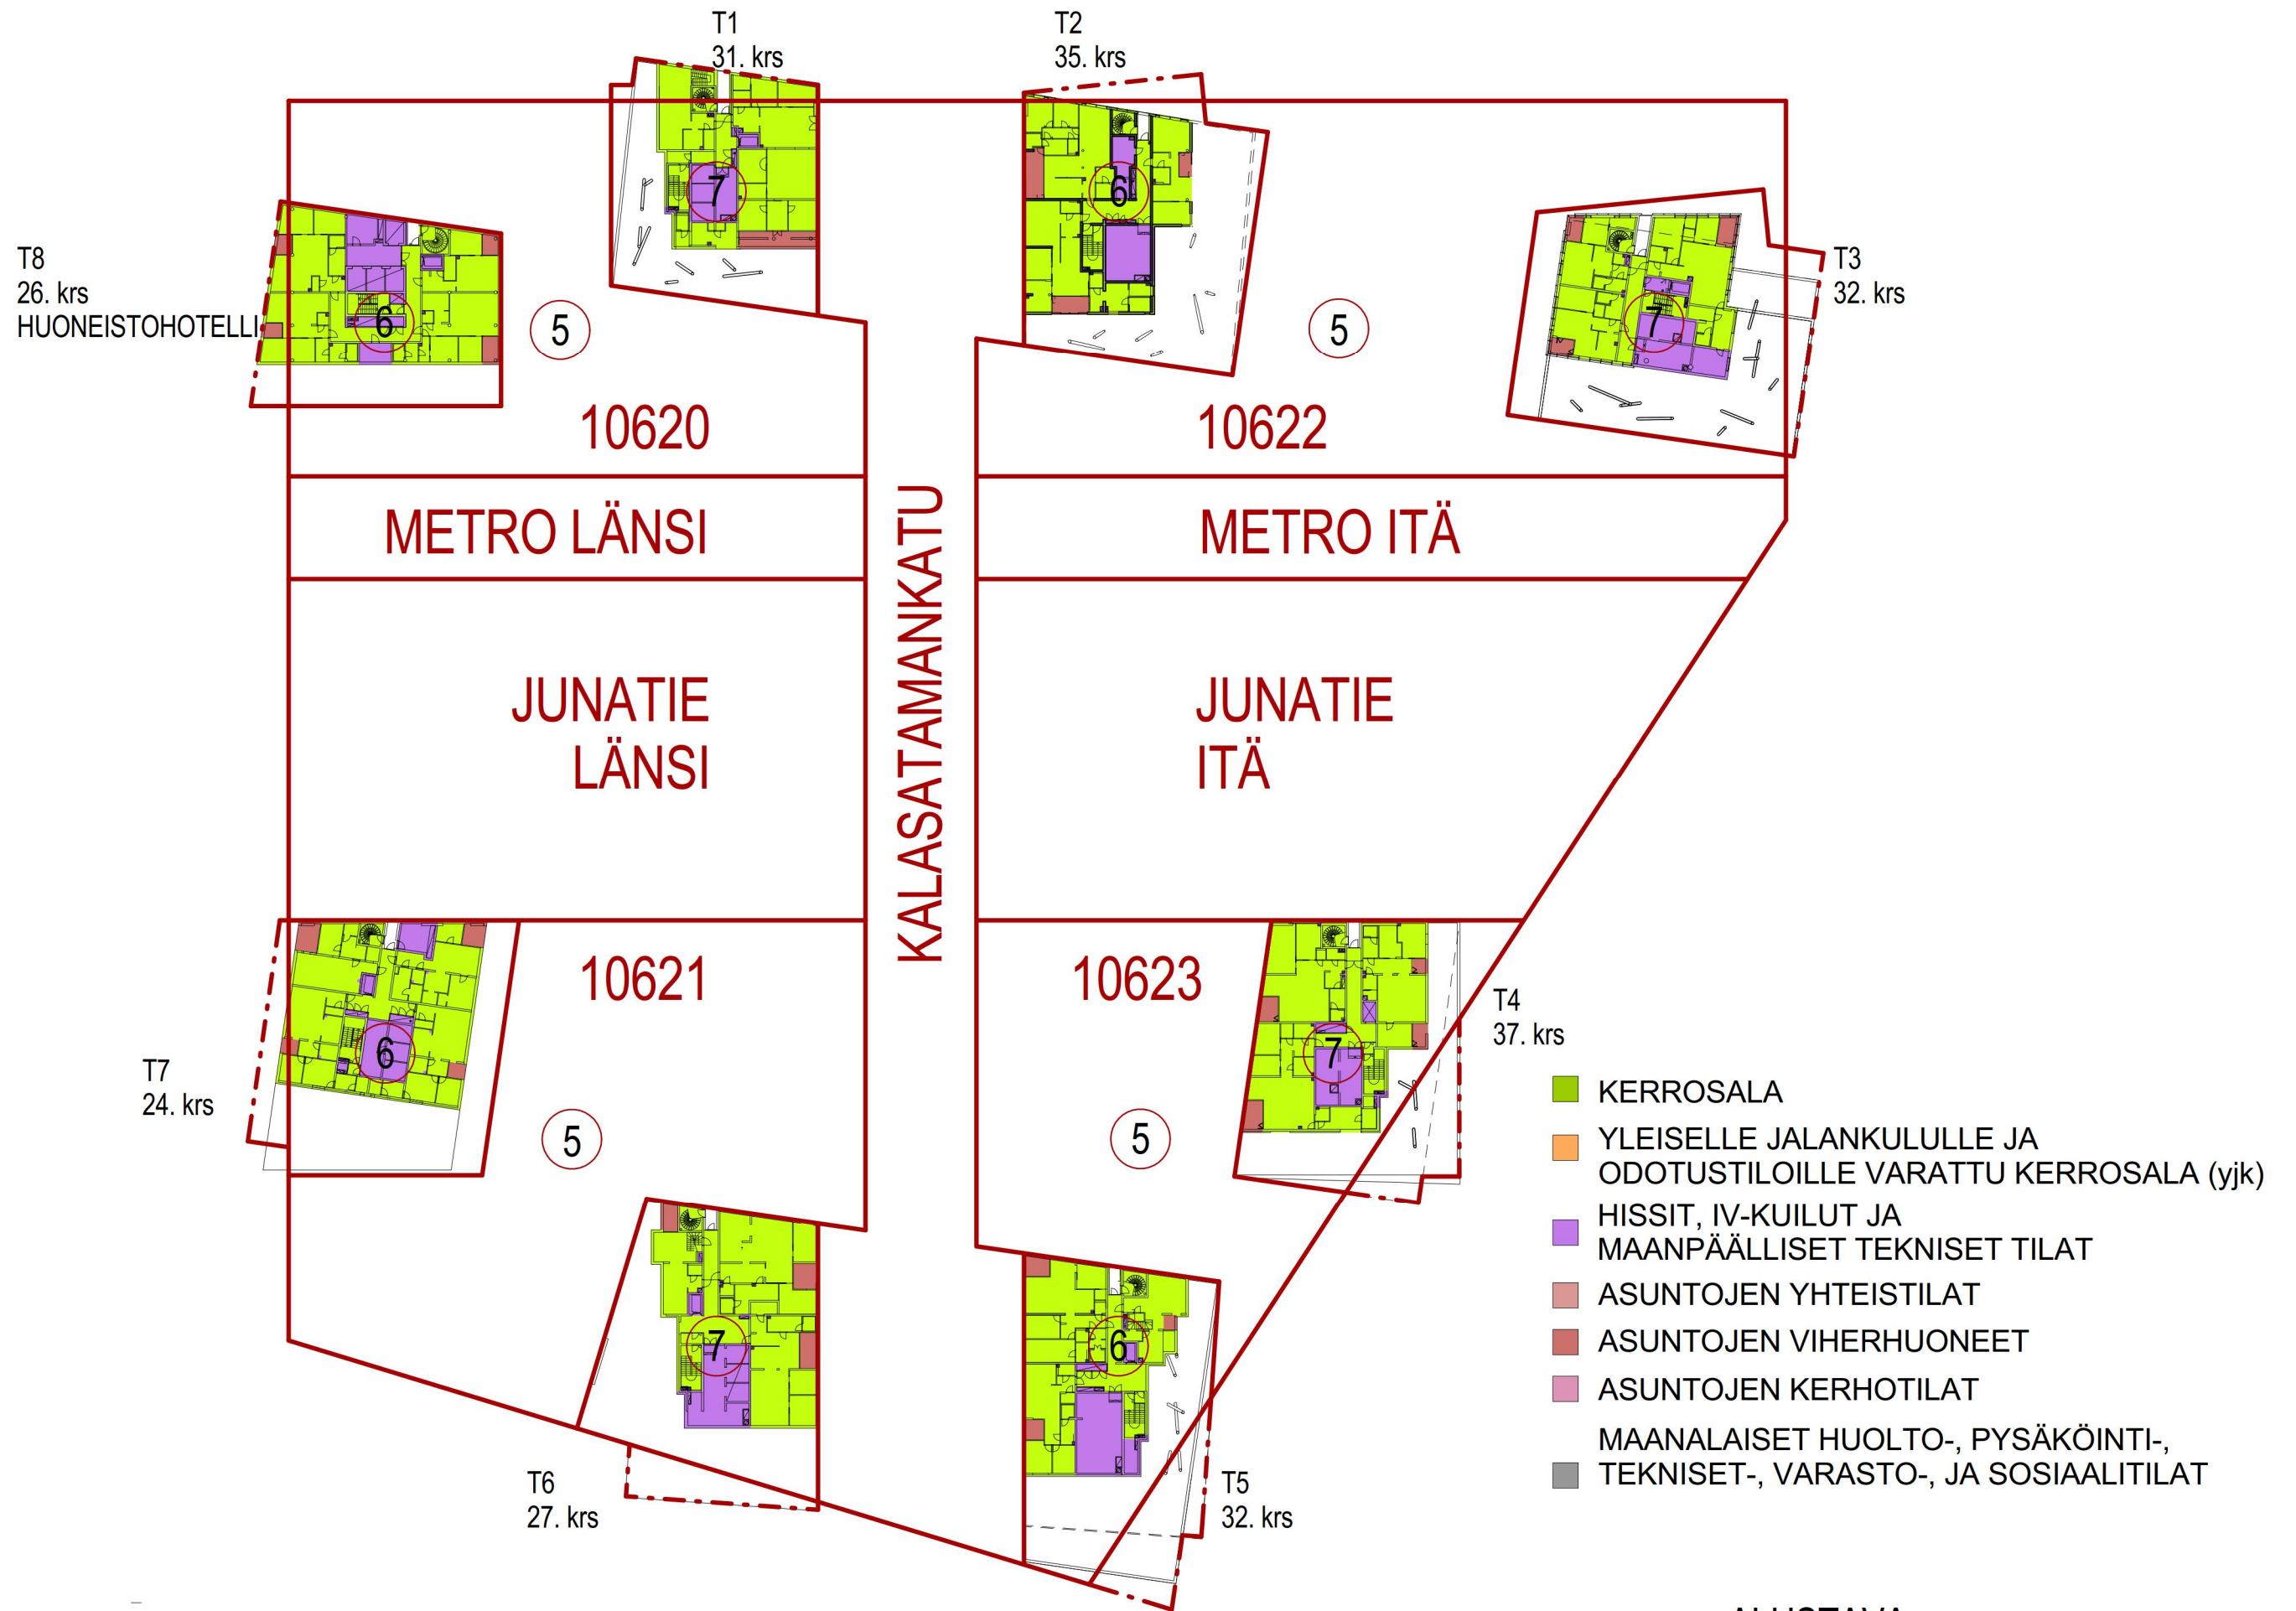 T1
31. krs
T2
35. krs
T8
26. krs
HUONEISTOHOTELLI
T3
32. krs
7
6
6
7
5
5
10620
10622
METRO LÄNSI
METRO ITÄ
KALASATAMANKATU
JUNATIE
LÄNSI
JUNATIE
ITÄ
10621
10623
T4
37. krs
6
7
T7
24. krs
5
5
7
6
T6
27. krs
T5
32. krs
KERROSALA
YLEISELLE JALANKULULLE JA
ODOTUSTILOILLE VARATTU KERROSALA (yjk)
HISSIT, IV-KUILUT JA
MAANPÄÄLLISET TEKNISET TILAT
ASUNTOJEN YHTEISTILAT
ASUNTOJEN VIHERHUONEET
ASUNTOJEN KERHOTILAT
MAANALAISET HUOLTO-, PYSÄKÖINTI-,
TEKNISET-, VARASTO-, JA SOSIAALITILAT